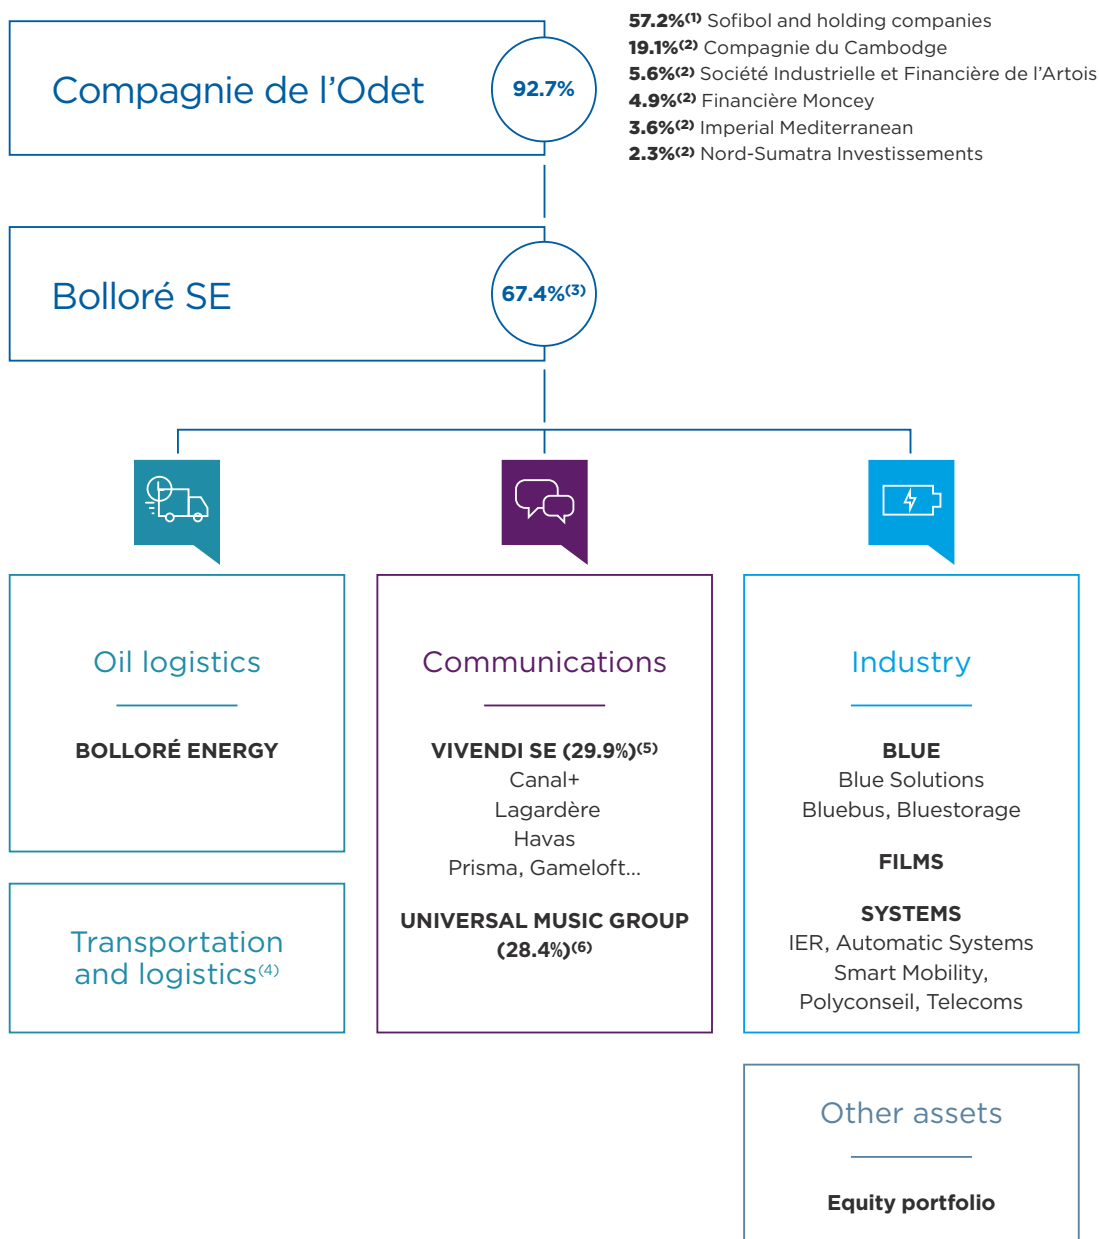 Compagnie de l’Odet
92.7%
57.2%(1) Sofibol and holding companies
19.1%(2) Compagnie du Cambodge
5.6%(2) Société Industrielle et Financière de l’Artois
4.9%(2) Financière Moncey
3.6%(2) Imperial Mediterranean
2.3%(2) Nord-Sumatra Investissements
Bolloré SE
67.4%(3)
Oil logistics
BOLLORÉ ENERGY
Transportation
and logistics(4)
Communications
VIVENDI SE (29.9%)(5)
Canal+
Lagardère
Havas
Prisma, Gameloft...
UNIVERSAL MUSIC GROUP
(28.4%)(6)
Industry
BLUE
Blue Solutions
Bluebus, Bluestorage
FILMS
SYSTEMS
IER, Automatic Systems
Smart Mobility,
Polyconseil, Telecoms
Other assets
Equity portfolio